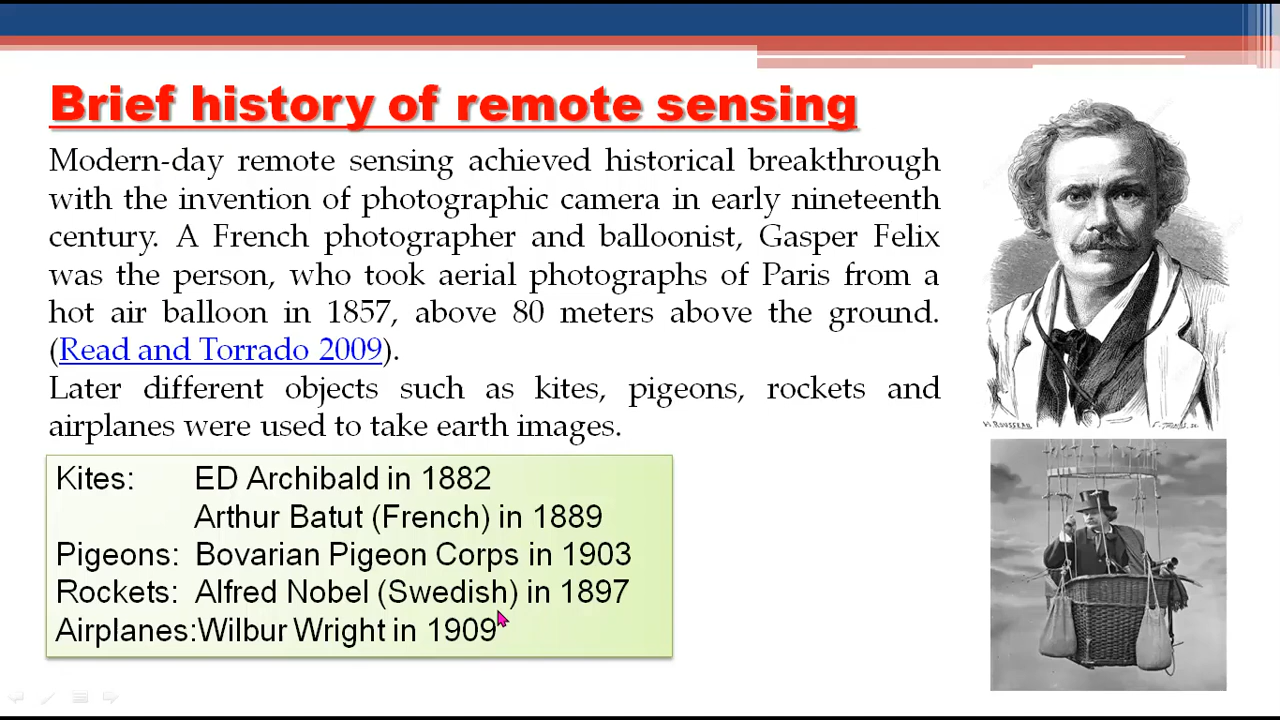 Brief history of remote sensing
Modern-day remote sensing achieved historical breakthrough
with the invention of photographic camera in early nineteenth
century. A French photographer and balloonist, Gasper Felix
was the person, who took aerial photographs of Paris from a
hot air balloon in 1857, above 80 meters above the ground.
(Read and Torrado 2009).
Later different objects such as kites, pigeons, rockets and
airplanes were used to take earth images.
Kites: ED Archibald in 1882
Arthur Batut (French) in 1889
Pigeons: Bovarian Pigeon Corps in 1903
Rockets: Alfred Nobel (Swedish) in 1897
Airplanes:Wilbur Wright in 1909